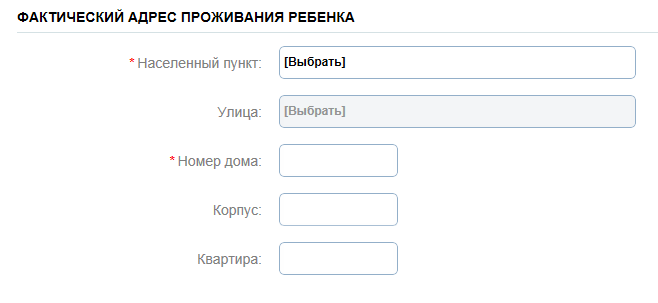 ФАКТИЧЕСКИЙ АДРЕС ПРОЖИВАНИЯ РЕБЕНКА
* Населенный пункт: [Выбрать]
Улица: [Выбрать]
* Номер дома:
Корпус:
Квартира: